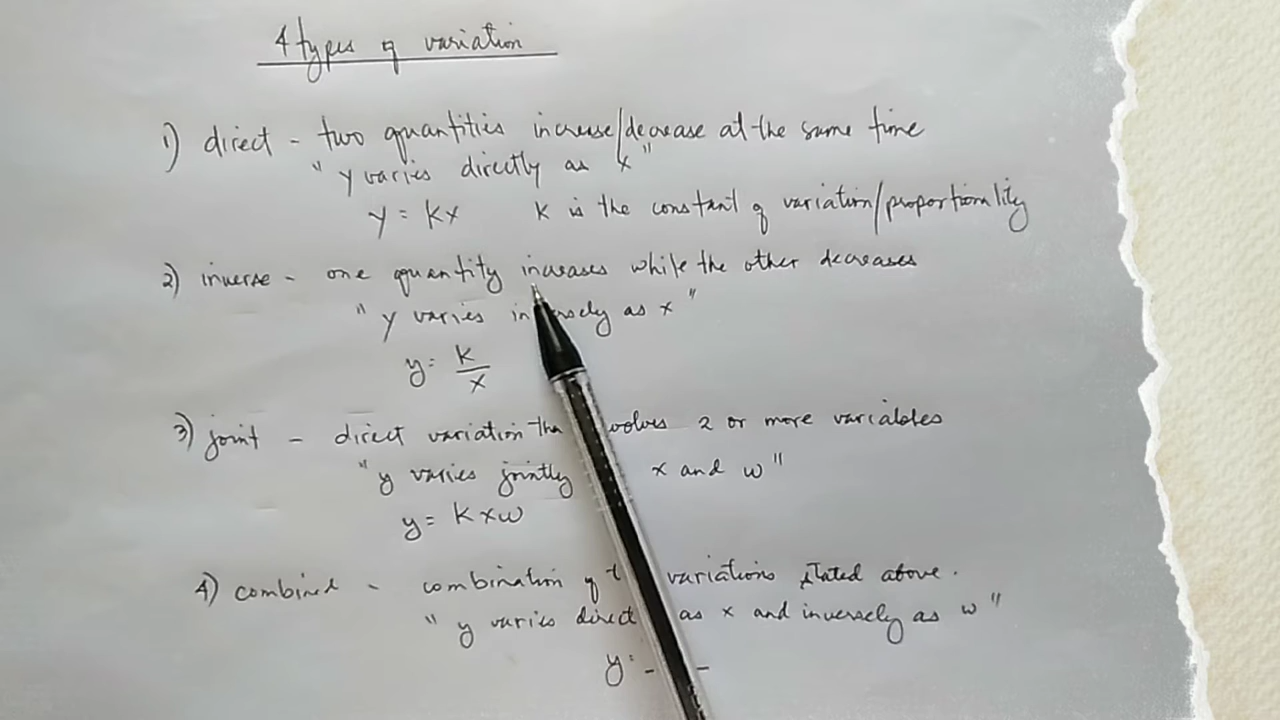 4 types of variation
1) direct - two quantities increase/decrease at the same time
" y varies directly as x "
y = kx k is the constant of variation/proportionality
2) inverse - one quantity increases while the other decreases
" y varies inversely as x "
y = k/x
3) joint - direct variation volves 2 or more variables
" y varies jointly x and w "
y = kxw
4) combined - combination of variations stated above.
" y varies direct as x and inversely as w "
y =